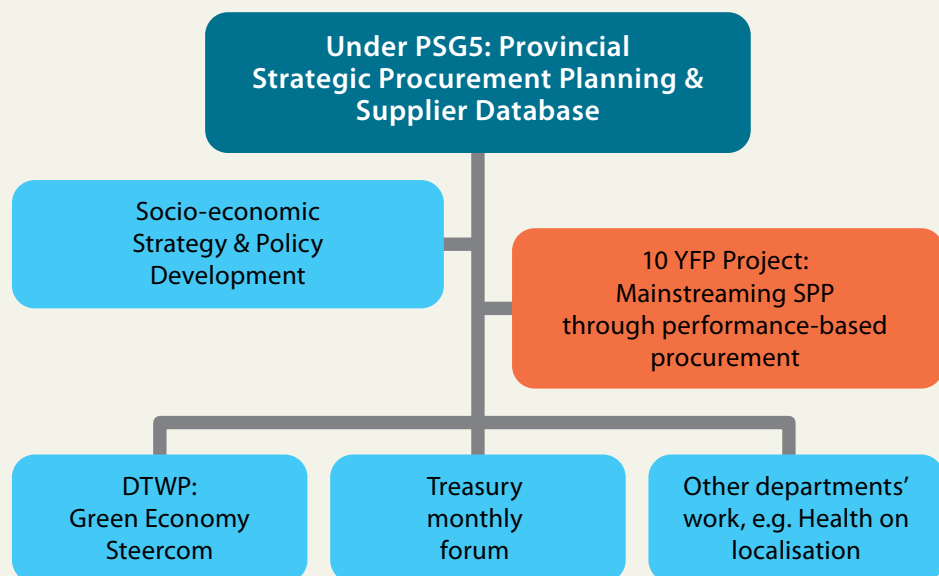 Under PSG5: Provincial
Strategic Procurement Planning &
Supplier Database
Socio-economic
Strategy & Policy
Development
10 YFP Project:
Mainstreaming SPP
through performance-based
procurement
DTWP:
Green Economy
Steercom
Treasury
monthly
forum
Other departments’
work, e.g. Health on
localisation